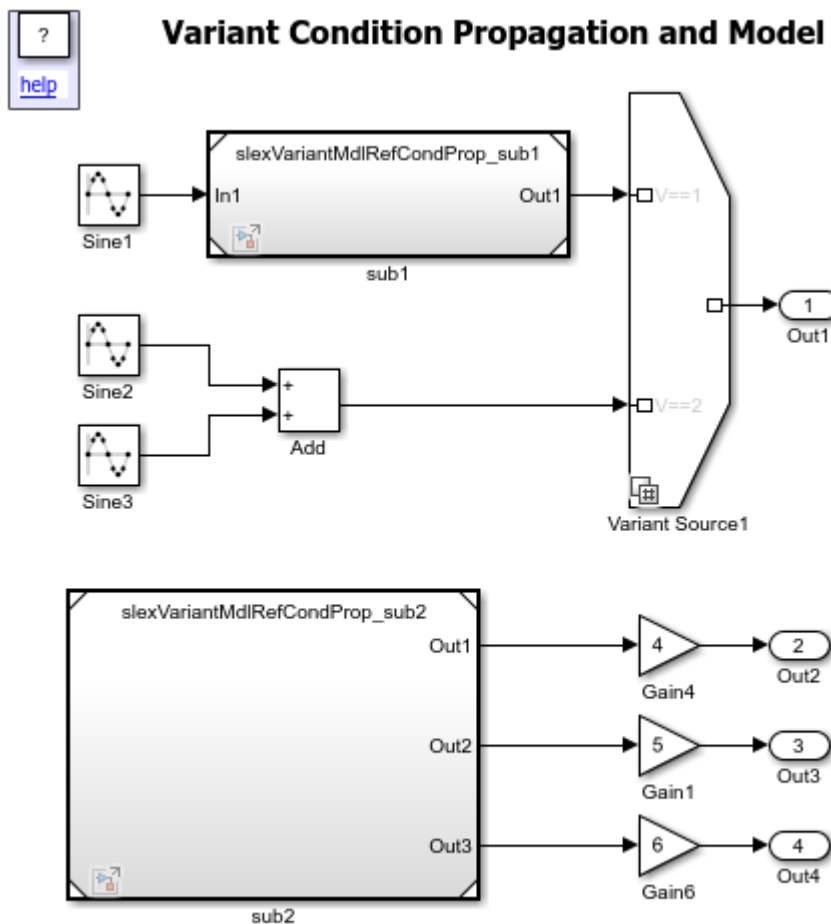 ?
help
Variant Condition Propagation and Model
slexVariantMdlRefCondProp_sub1
In1
Out1
sub1
Sine1
V==1
1
Out1
Sine2
+
+
Add
V==2
Sine3
Variant Source1
slexVariantMdlRefCondProp_sub2
Out1
4
2
Gain4
Out2
Out2
5
3
Gain1
Out3
Out3
6
4
Gain6
Out4
sub2